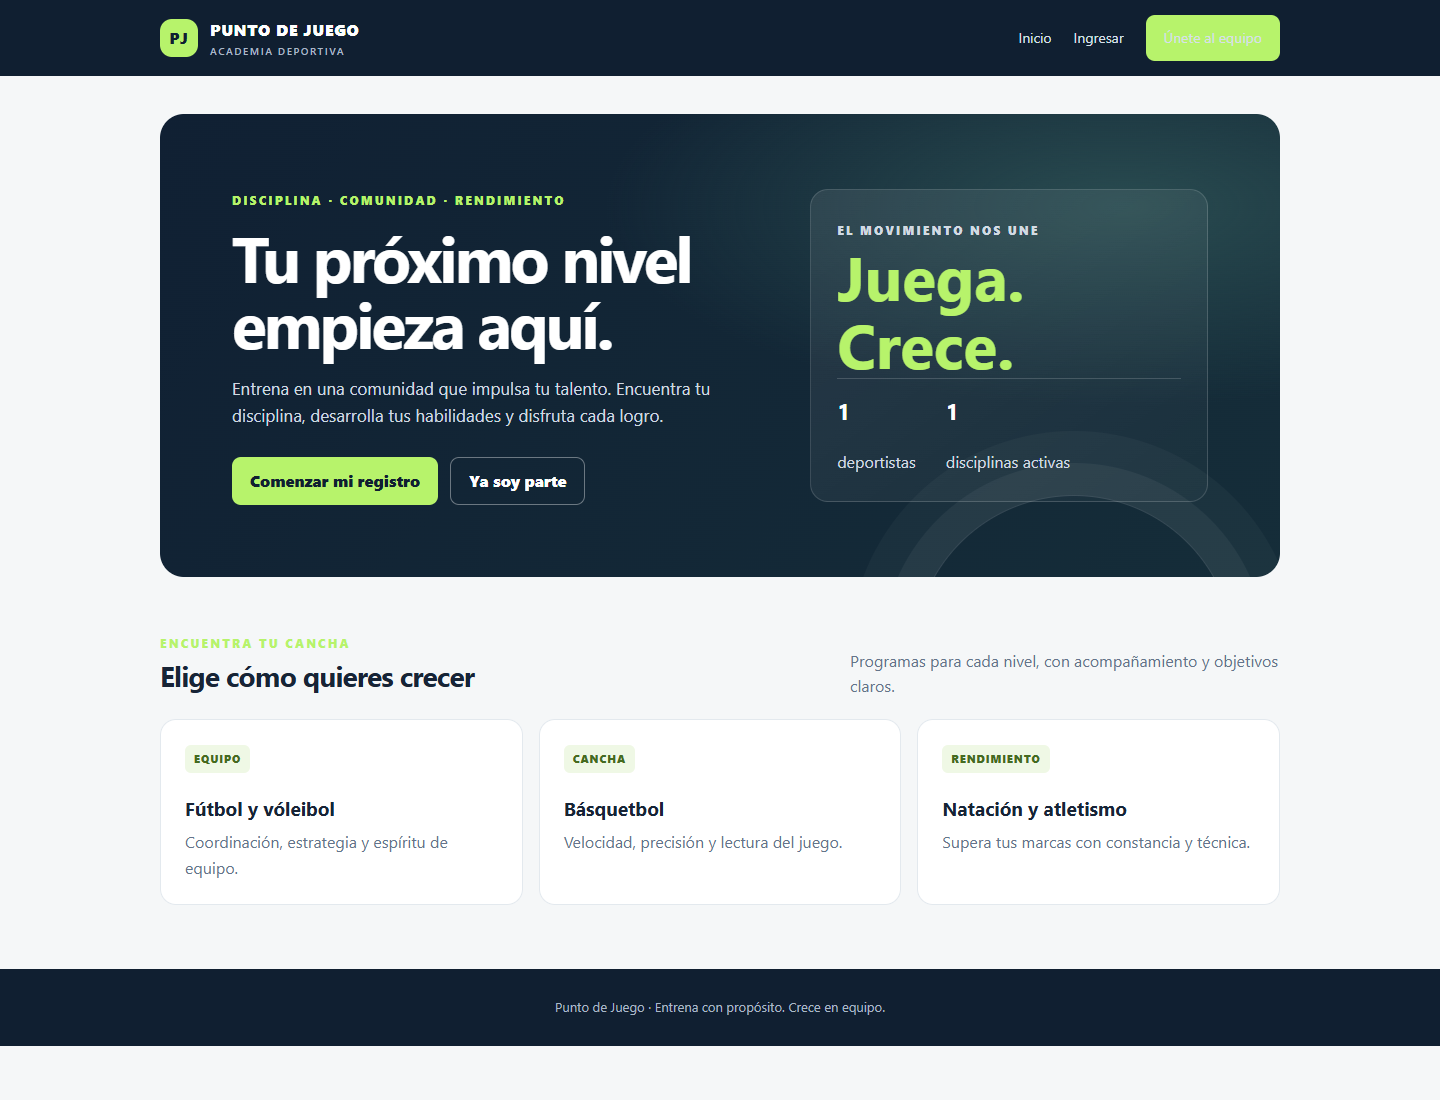 PJ
PUNTO DE JUEGO
ACADEMIA DEPORTIVA
Inicio
Ingresar
Únete al equipo
DISCIPLINA · COMUNIDAD · RENDIMIENTO
Tu próximo nivel
empieza aquí.
Entrena en una comunidad que impulsa tu talento. Encuentra tu
disciplina, desarrolla tus habilidades y disfruta cada logro.
Comenzar mi registro
Ya soy parte
EL MOVIMIENTO NOS UNE
Juega.
Crece.
1
deportistas
1
disciplinas activas
ENCUENTRA TU CANCHA
Elige cómo quieres crecer
Programas para cada nivel, con acompañamiento y objetivos
claros.
EQUIPO
Fútbol y vóleibol
Coordinación, estrategia y espíritu de
equipo.
CANCHA
Básquetbol
Velocidad, precisión y lectura del juego.
RENDIMIENTO
Natación y atletismo
Supera tus marcas con constancia y técnica.
Punto de Juego · Entrena con propósito. Crece en equipo.